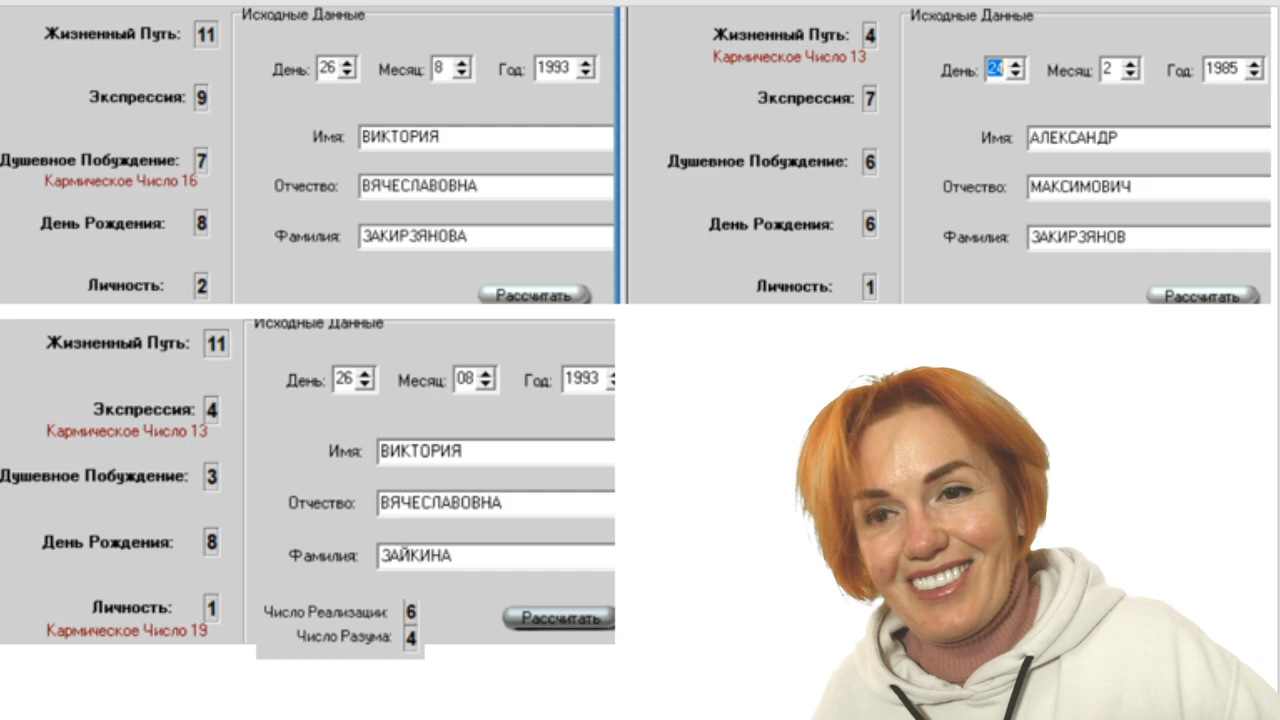 Исходные Данные
Жизненный Путь: 11
День: 26 Месяц: 8 Год: 1993
Экспрессия: 9
Имя: ВИКТОРИЯ
Душевное Побуждение: 7
Кармическое Число 16
Отчество: ВЯЧЕСЛАВОВНА
День Рождения: 8
Фамилия: ЗАКИРЗЯНОВА
Личность: 2
Рассчитать
Исходные Данные
Жизненный Путь: 4
Кармическое Число 13
День: 24 Месяц: 2 Год: 1985
Экспрессия: 7
Имя: АЛЕКСАНДР
Душевное Побуждение: 6
Отчество: МАКСИМОВИЧ
День Рождения: 6
Фамилия: ЗАКИРЗЯНОВ
Личность: 1
Рассчитать
Исходные Данные
Жизненный Путь: 11
День: 26 Месяц: 08 Год: 1993
Экспрессия: 4
Кармическое Число 13
Имя: ВИКТОРИЯ
Душевное Побуждение: 3
Отчество: ВЯЧЕСЛАВОВНА
День Рождения: 8
Фамилия: ЗАЙКИНА
Личность: 1
Кармическое Число 19
Число Реализации: 6
Число Разума: 4
Рассчитать